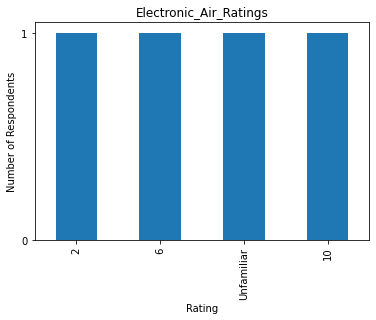 Electronic_Air_Ratings
Number of Respondents
1
0
2
6
Unfamiliar
10
Rating